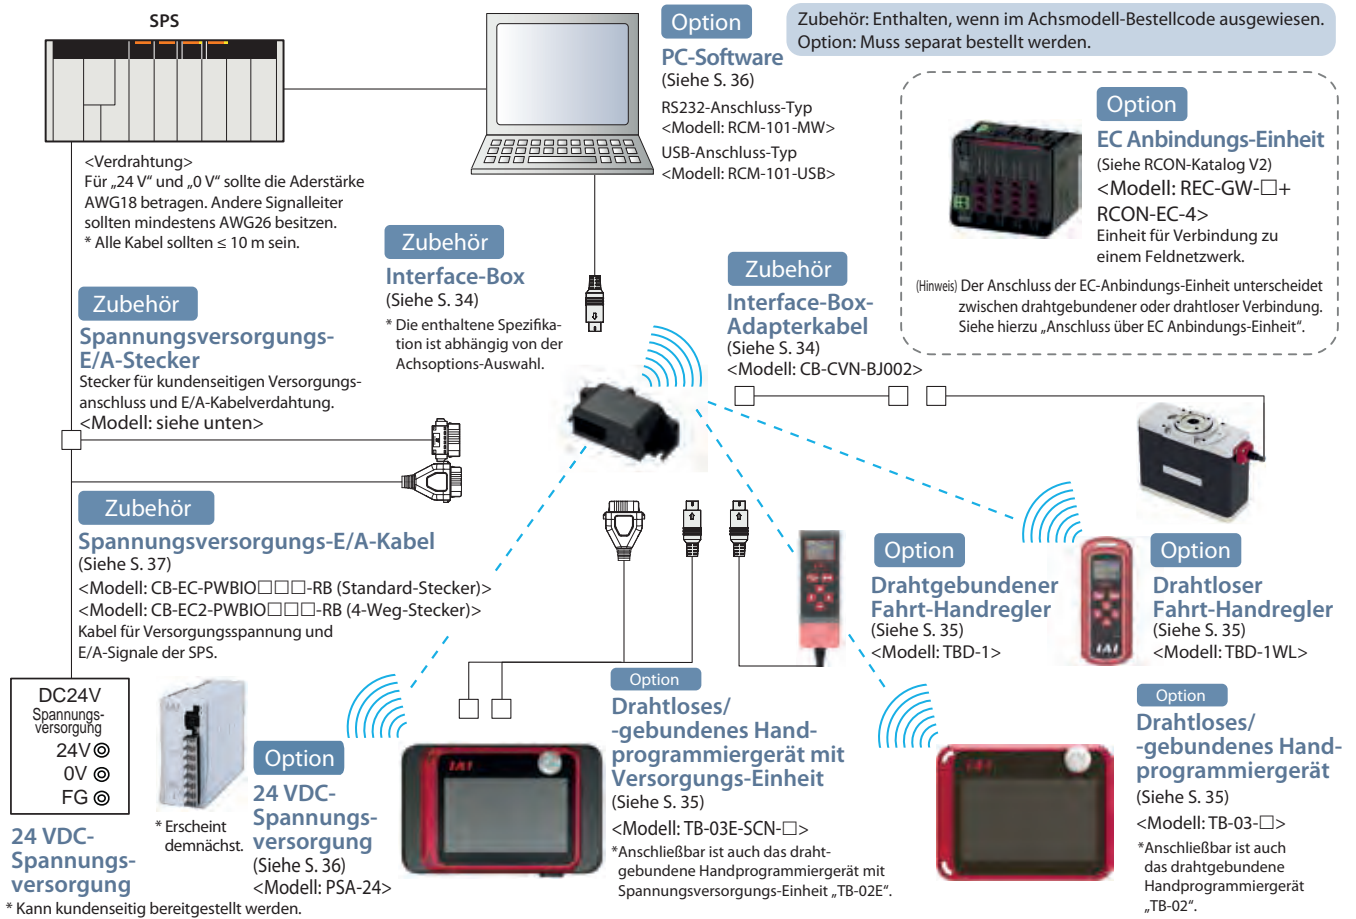 SPS
Option
PC-Software
(Siehe S. 36)
RS232-Anschluss-Typ
<Modell: RCM-101-MW>
USB-Anschluss-Typ
<Modell: RCM-101-USB>
Zubehör: Enthalten, wenn im Achsmodell-Bestellcode ausgewiesen.
Option: Muss separat bestellt werden.
Option
EC Anbindungs-Einheit
(Siehe RCON-Katalog V2)
<Modell: REC-GW-□+
RCON-EC-4>
Einheit für Verbindung zu
einem Feldnetzwerk.
(Hinweis) Der Anschluss der EC-Anbindungs-Einheit unterscheidet
zwischen drahtgebundener oder drahtloser Verbindung.
Siehe hierzu „Anschluss über EC Anbindungs-Einheit“.
<Verdrahtung>
Für „24 V“ und „0 V“ sollte die Aderstärke
AWG18 betragen. Andere Signalleiter
sollten mindestens AWG26 besitzen.
* Alle Kabel sollten ≤ 10 m sein.
Zubehör
Interface-Box
(Siehe S. 34)
* Die enthaltene Spezifika-
tion ist abhängig von der
Achsoptions-Auswahl.
Zubehör
Interface-Box-
Adapterkabel
(Siehe S. 34)
<Modell: CB-CVN-BJ002>
Zubehör
Spannungsversorgungs-
E/A-Stecker
Stecker für kundenseitigen Versorgungs-
anschluss und E/A-Kabelverdahtung.
<Modell: siehe unten>
Zubehör
Spannungsversorgungs-E/A-Kabel
(Siehe S. 37)
<Modell: CB-EC-PWBIO□□□-RB (Standard-Stecker)>
<Modell: CB-EC2-PWBIO□□□-RB (4-Weg-Stecker)>
Kabel für Versorgungsspannung und
E/A-Signale der SPS.
Option
Drahtgebundener
Fahrt-Handregler
(Siehe S. 35)
<Modell: TBD-1>
Option
Drahtloser
Fahrt-Handregler
(Siehe S. 35)
<Modell: TBD-1WL>
IAI
DC24V
Spannungs-
versorgung
24V
0V
FG
24 VDC-
Spannungs-
versorgung
* Kann kundenseitig bereitgestellt werden.
* Erscheint
demnächst.
Option
24 VDC-
Spannungs-
versorgung
(Siehe S. 36)
<Modell: PSA-24>
IAI
Option
Drahtloses/
-gebundenes Hand-
programmiergerät mit
Versorgungs-Einheit
(Siehe S. 35)
<Modell: TB-03E-SCN-□>
*Anschließbar ist auch das draht-
gebundene Handprogrammiergerät mit
Spannungsversorgungs-Einheit „TB-02E“.
IAI
Option
Drahtloses/
-gebundenes Hand-
programmiergerät
(Siehe S. 35)
<Modell: TB-03-□>
*Anschließbar ist auch
das drahtgebundene
Handprogrammiergerät
„TB-02“.